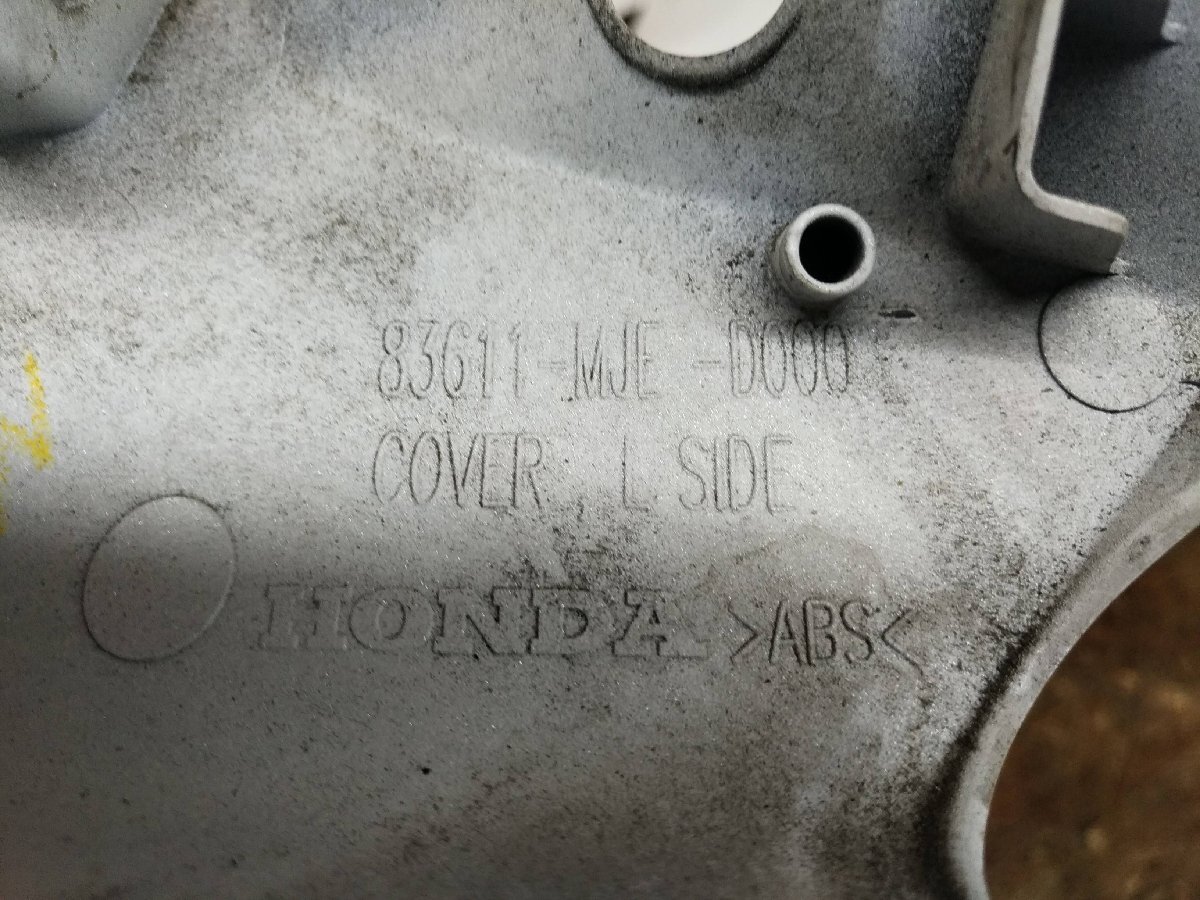 83611-MJE -D000
COVER , L SIDE
HONDA >ABS<